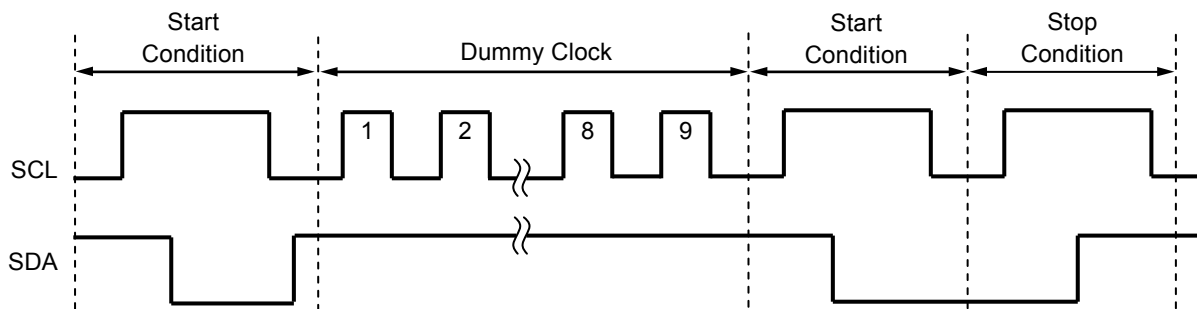 Start
Condition
Dummy Clock
Start
Condition
Stop
Condition
SCL
1
2
8
9
SDA